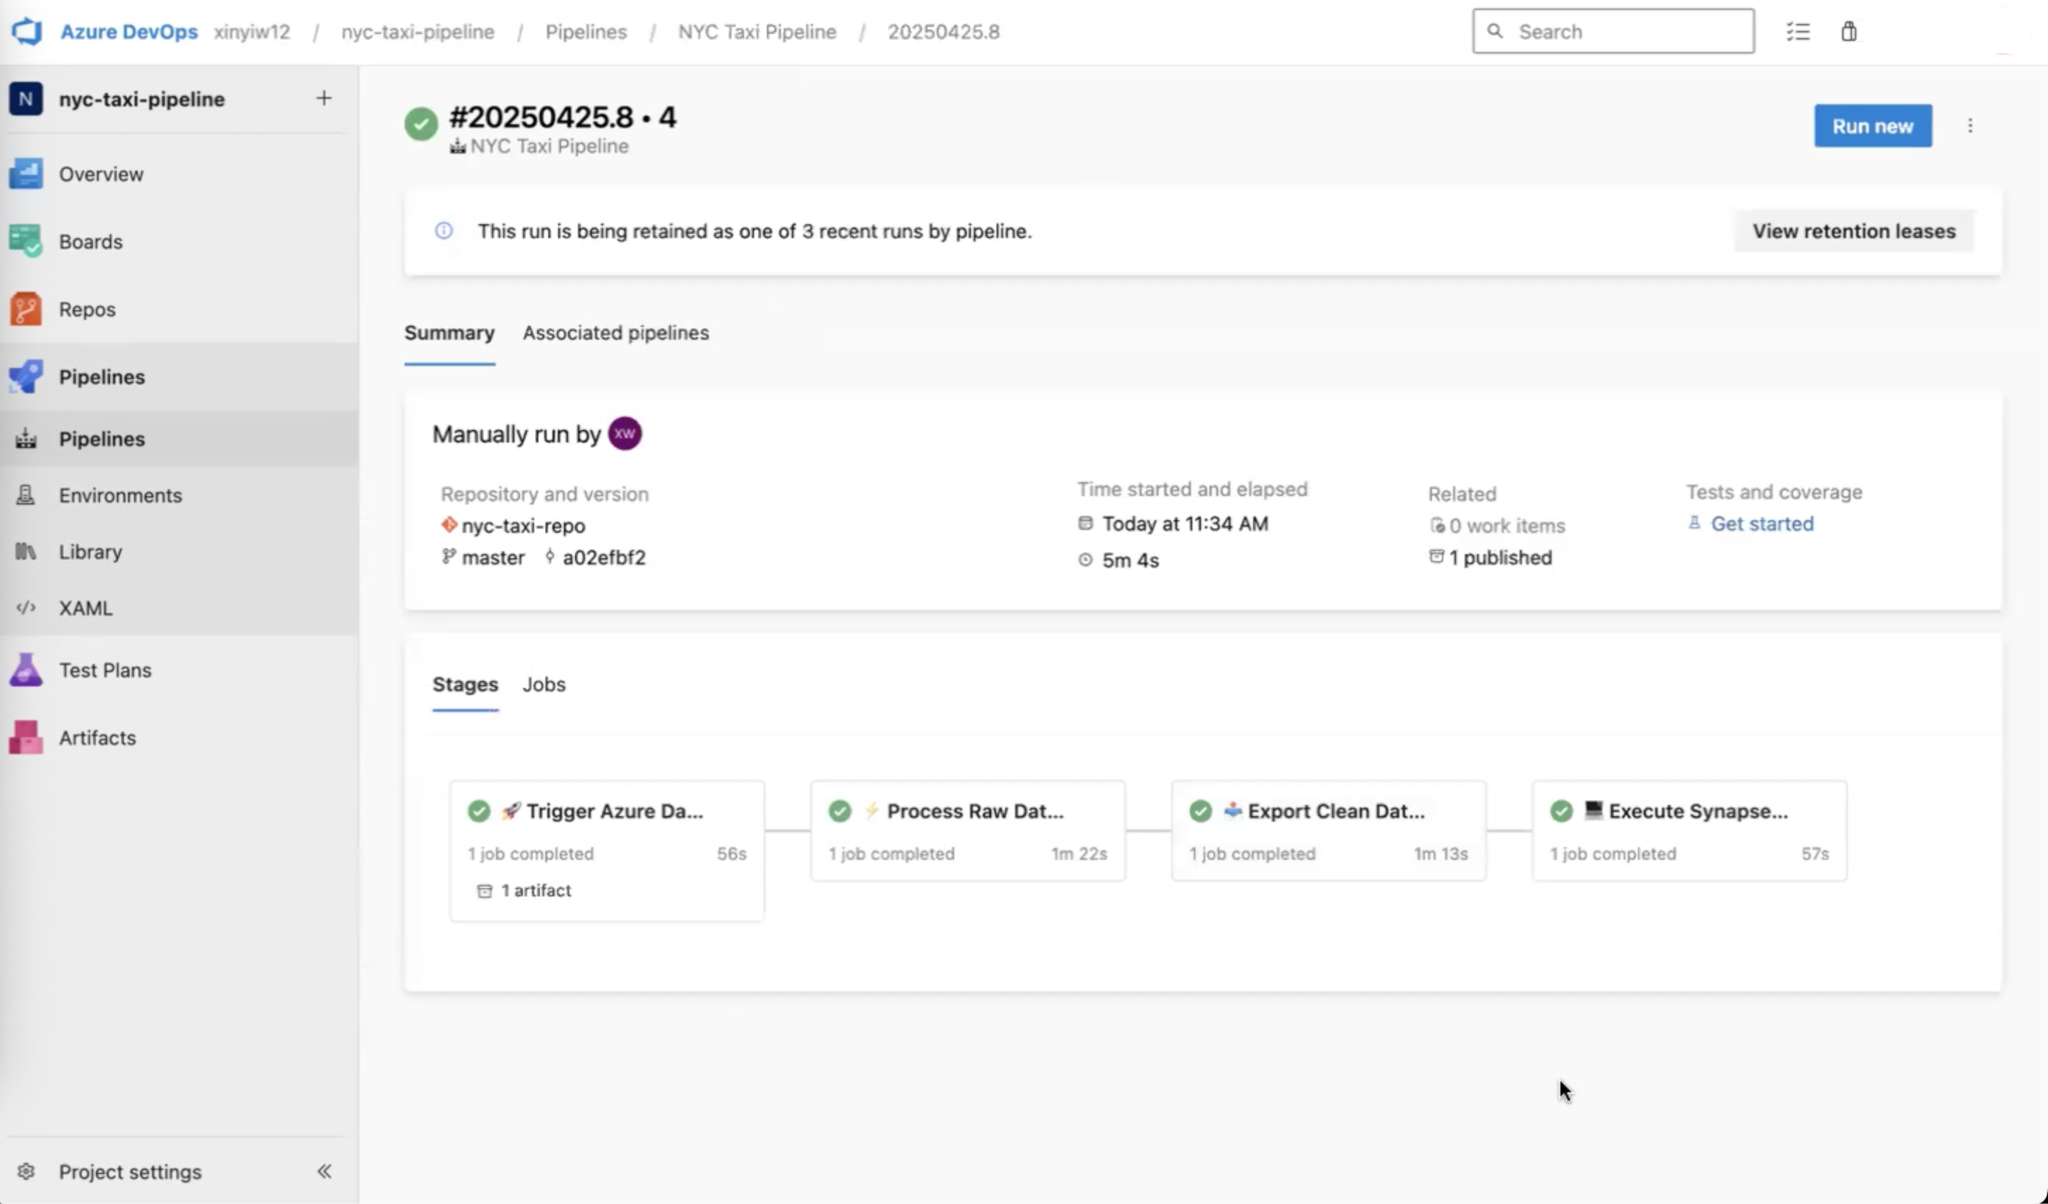 Azure DevOps xinyiw12 / nyc-taxi-pipeline / Pipelines / NYC Taxi Pipeline / 20250425.8
Search
N nyc-taxi-pipeline +
Overview
Boards
Repos
Pipelines
Pipelines
Environments
Library
XAML
Test Plans
Artifacts
Project settings
#20250425.8 • 4
NYC Taxi Pipeline
Run new
This run is being retained as one of 3 recent runs by pipeline.
View retention leases
Summary Associated pipelines
Manually run by XW
Repository and version
nyc-taxi-repo
master a02efbf2
Time started and elapsed
Today at 11:34 AM
5m 4s
Related
0 work items
1 published
Tests and coverage
Get started
Stages Jobs
🚀 Trigger Azure Da...
1 job completed 56s
1 artifact
⚡ Process Raw Dat...
1 job completed 1m 22s
📤 Export Clean Dat...
1 job completed 1m 13s
💻 Execute Synapse...
1 job completed 57s